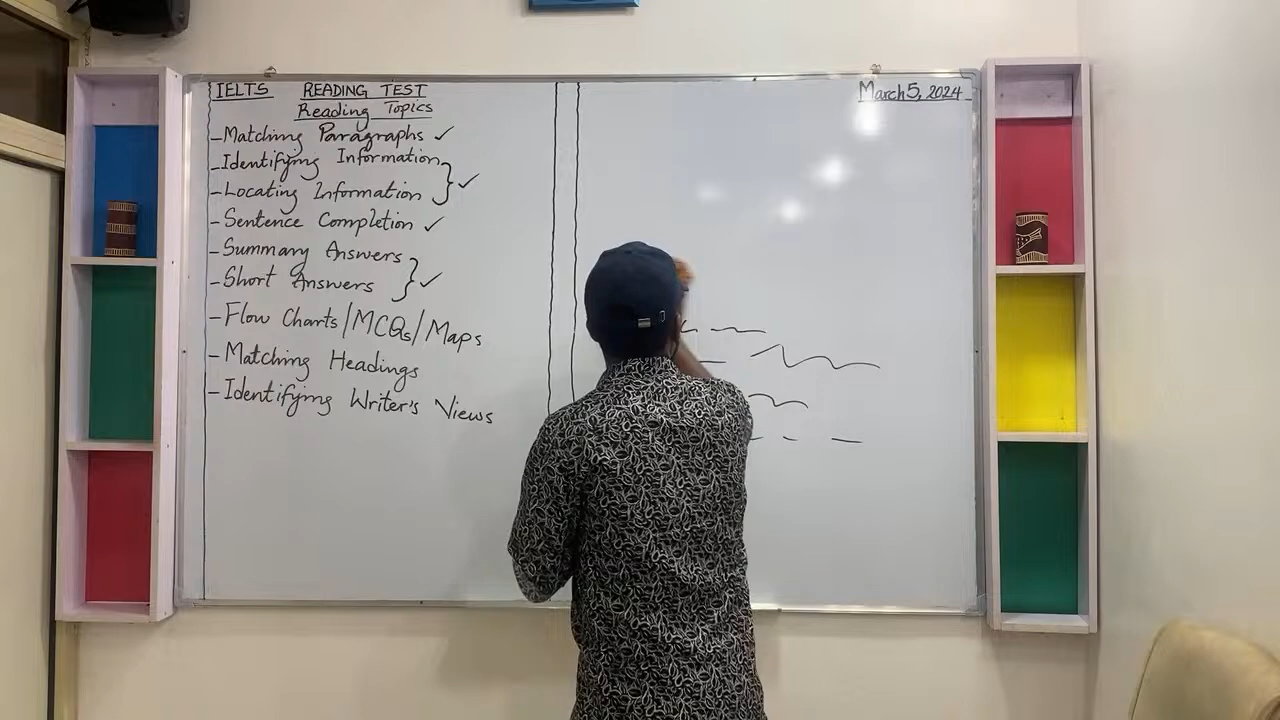 IELTS READING TEST
Reading Topics
- Matching Paragraphs ✓
- Identifying Information
- Locating Information ✓
- Sentence Completion ✓
- Summary Answers
- Short Answers ✓
- Flow Charts/MCQs/Maps
- Matching Headings
- Identifying Writer's Views
March 5, 2024